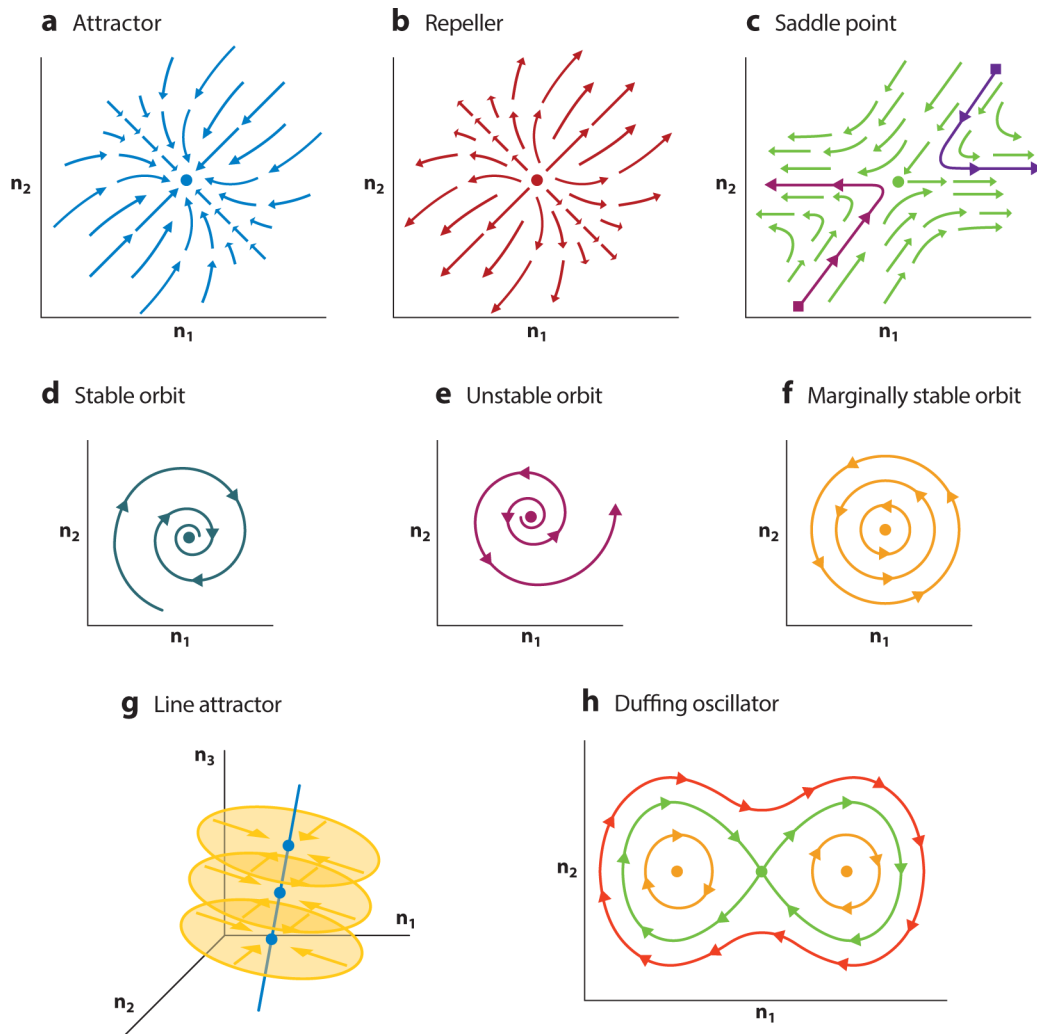 a Attractor
b Repeller
c Saddle point
n2
n1
n2
n1
n2
n1
d Stable orbit
e Unstable orbit
f Marginally stable orbit
n2
n1
n2
n1
n2
n1
g Line attractor
h Duffing oscillator
n3
n1
n2
n2
n1